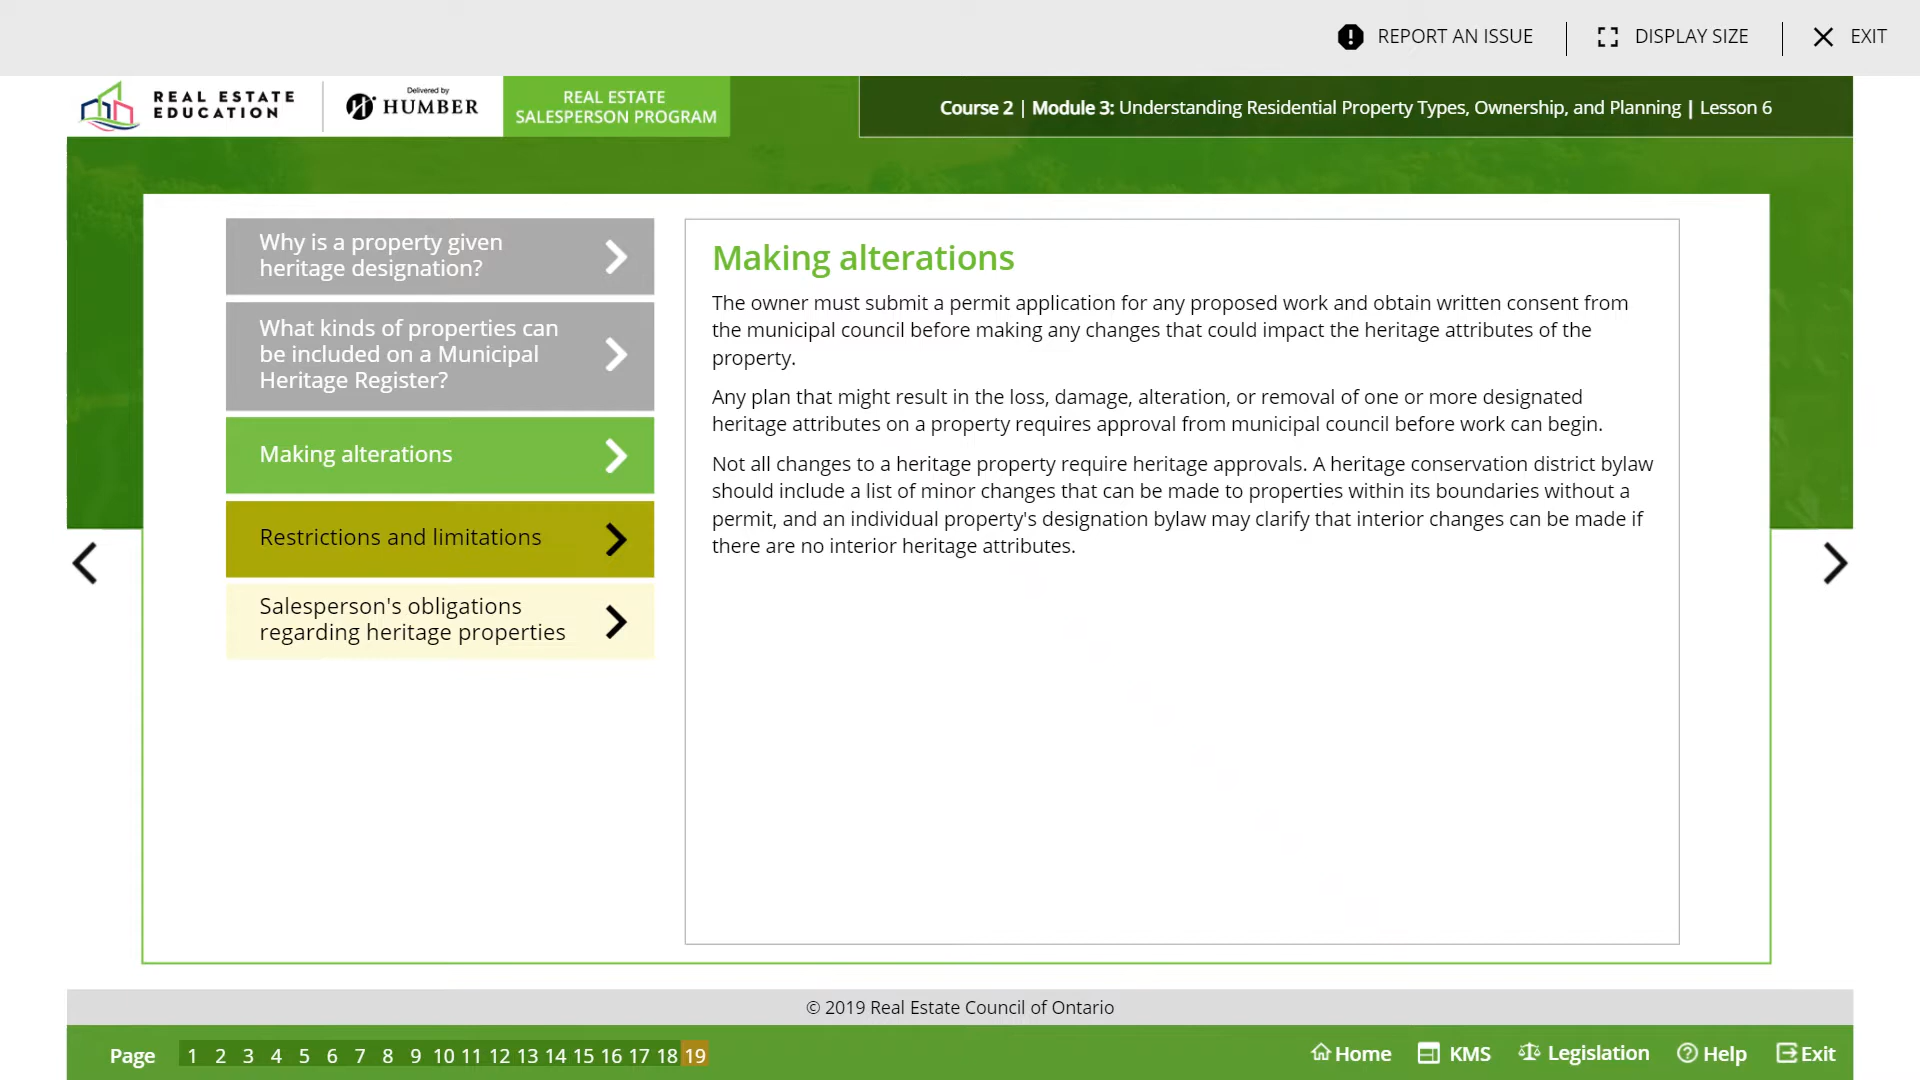 REPORT AN ISSUE
DISPLAY SIZE
EXIT
REAL ESTATE
EDUCATION
Delivered by
HUMBER
REAL ESTATE
SALESPERSON PROGRAM
Course 2 | Module 3: Understanding Residential Property Types, Ownership, and Planning | Lesson 6
Why is a property given
heritage designation?
What kinds of properties can
be included on a Municipal
Heritage Register?
Making alterations
Restrictions and limitations
Salesperson's obligations
regarding heritage properties
Making alterations
The owner must submit a permit application for any proposed work and obtain written consent from
the municipal council before making any changes that could impact the heritage attributes of the
property.
Any plan that might result in the loss, damage, alteration, or removal of one or more designated
heritage attributes on a property requires approval from municipal council before work can begin.
Not all changes to a heritage property require heritage approvals. A heritage conservation district bylaw
should include a list of minor changes that can be made to properties within its boundaries without a
permit, and an individual property's designation bylaw may clarify that interior changes can be made if
there are no interior heritage attributes.
© 2019 Real Estate Council of Ontario
Page 1 2 3 4 5 6 7 8 9 10 11 12 13 14 15 16 17 18 19
Home
KMS
Legislation
Help
Exit